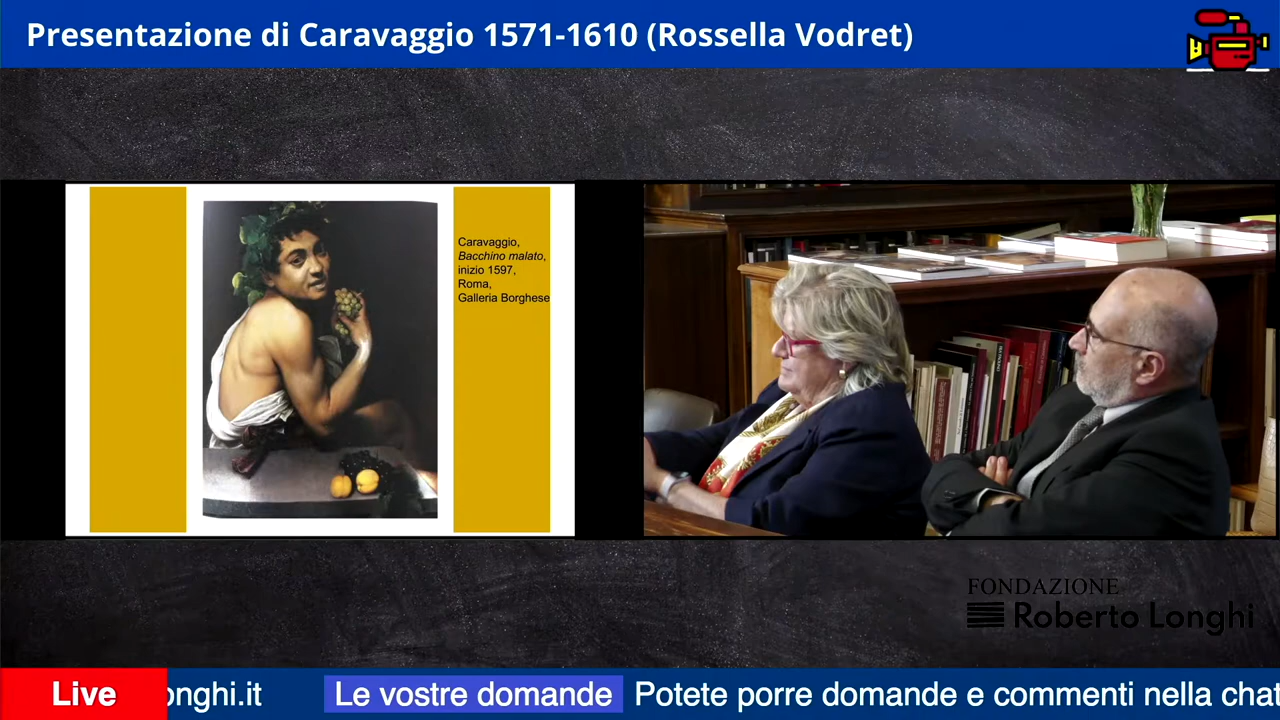 Presentazione di Caravaggio 1571-1610 (Rossella Vodret)
Caravaggio,
Bacchino malato,
inizio 1597,
Roma,
Galleria Borghese
FONDAZIONE
Roberto Longhi
Live onghi.it Le vostre domande Potete porre domande e commenti nella chat